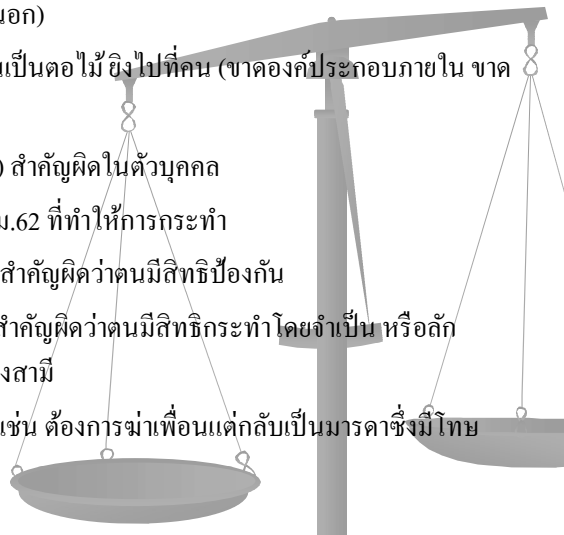 นอก)
นเป็นตอไม้ ยิงไปที่คน (ขาดองค์ประกอบภายใน ขาด
) สำคัญผิดในตัวบุคคล
ม.62 ที่ทำให้การกระทำ
สำคัญผิดว่าตนมีสิทธิป้องกัน
สำคัญผิดว่าตนมีสิทธิกระทำโดยจำเป็น หรือลัก
งสามี
เช่น ต้องการฆ่าเพื่อนแต่กลับเป็นมารดาซึ่งมีโทษ